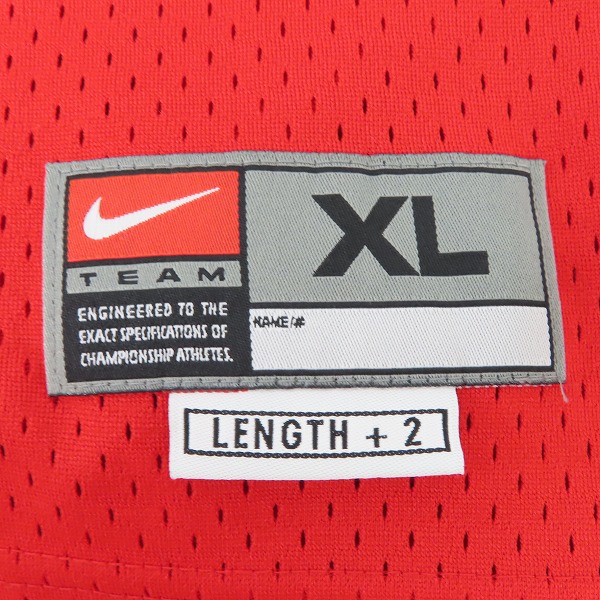 TEAM
ENGINEERED TO THE
EXACT SPECIFICATIONS OF
CHAMPIONSHIP ATHLETES.
XL
NAME/#
LENGTH + 2